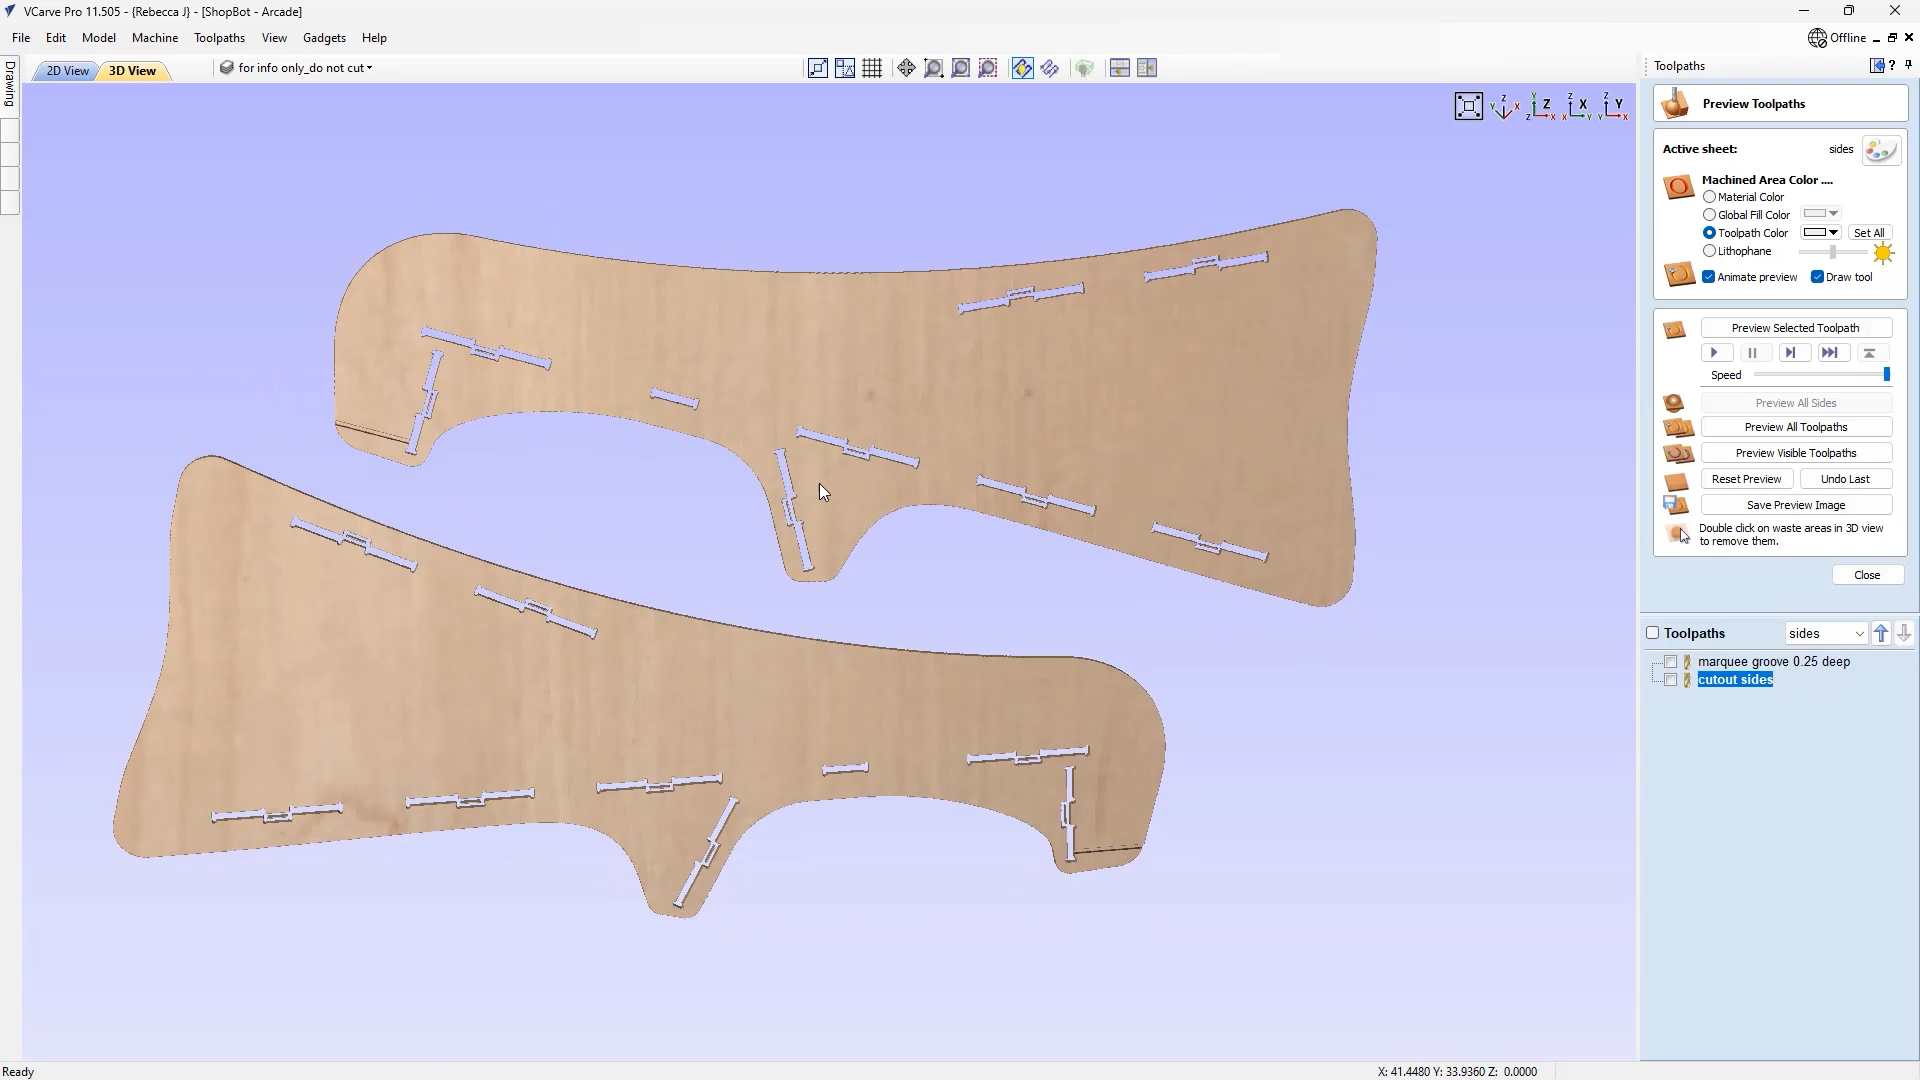 VCarve Pro 11.505 - {Rebecca J} - [ShopBot - Arcade]
File Edit Model Machine Toolpaths View Gadgets Help
Offline
Drawing
2D View 3D View for info only_do not cut
Toolpaths
Preview Toolpaths
Active sheet: sides
Machined Area Color ....
Material Color
Global Fill Color
Toolpath Color Set All
Lithophane
Animate preview Draw tool
Preview Selected Toolpath
Speed
Preview All Sides
Preview All Toolpaths
Preview Visible Toolpaths
Reset Preview Undo Last
Save Preview Image
Double click on waste areas in 3D view
to remove them.
Close
Toolpaths sides
marquee groove 0.25 deep
cutout sides
Ready
X: 41.4480 Y: 33.9360 Z: 0.0000